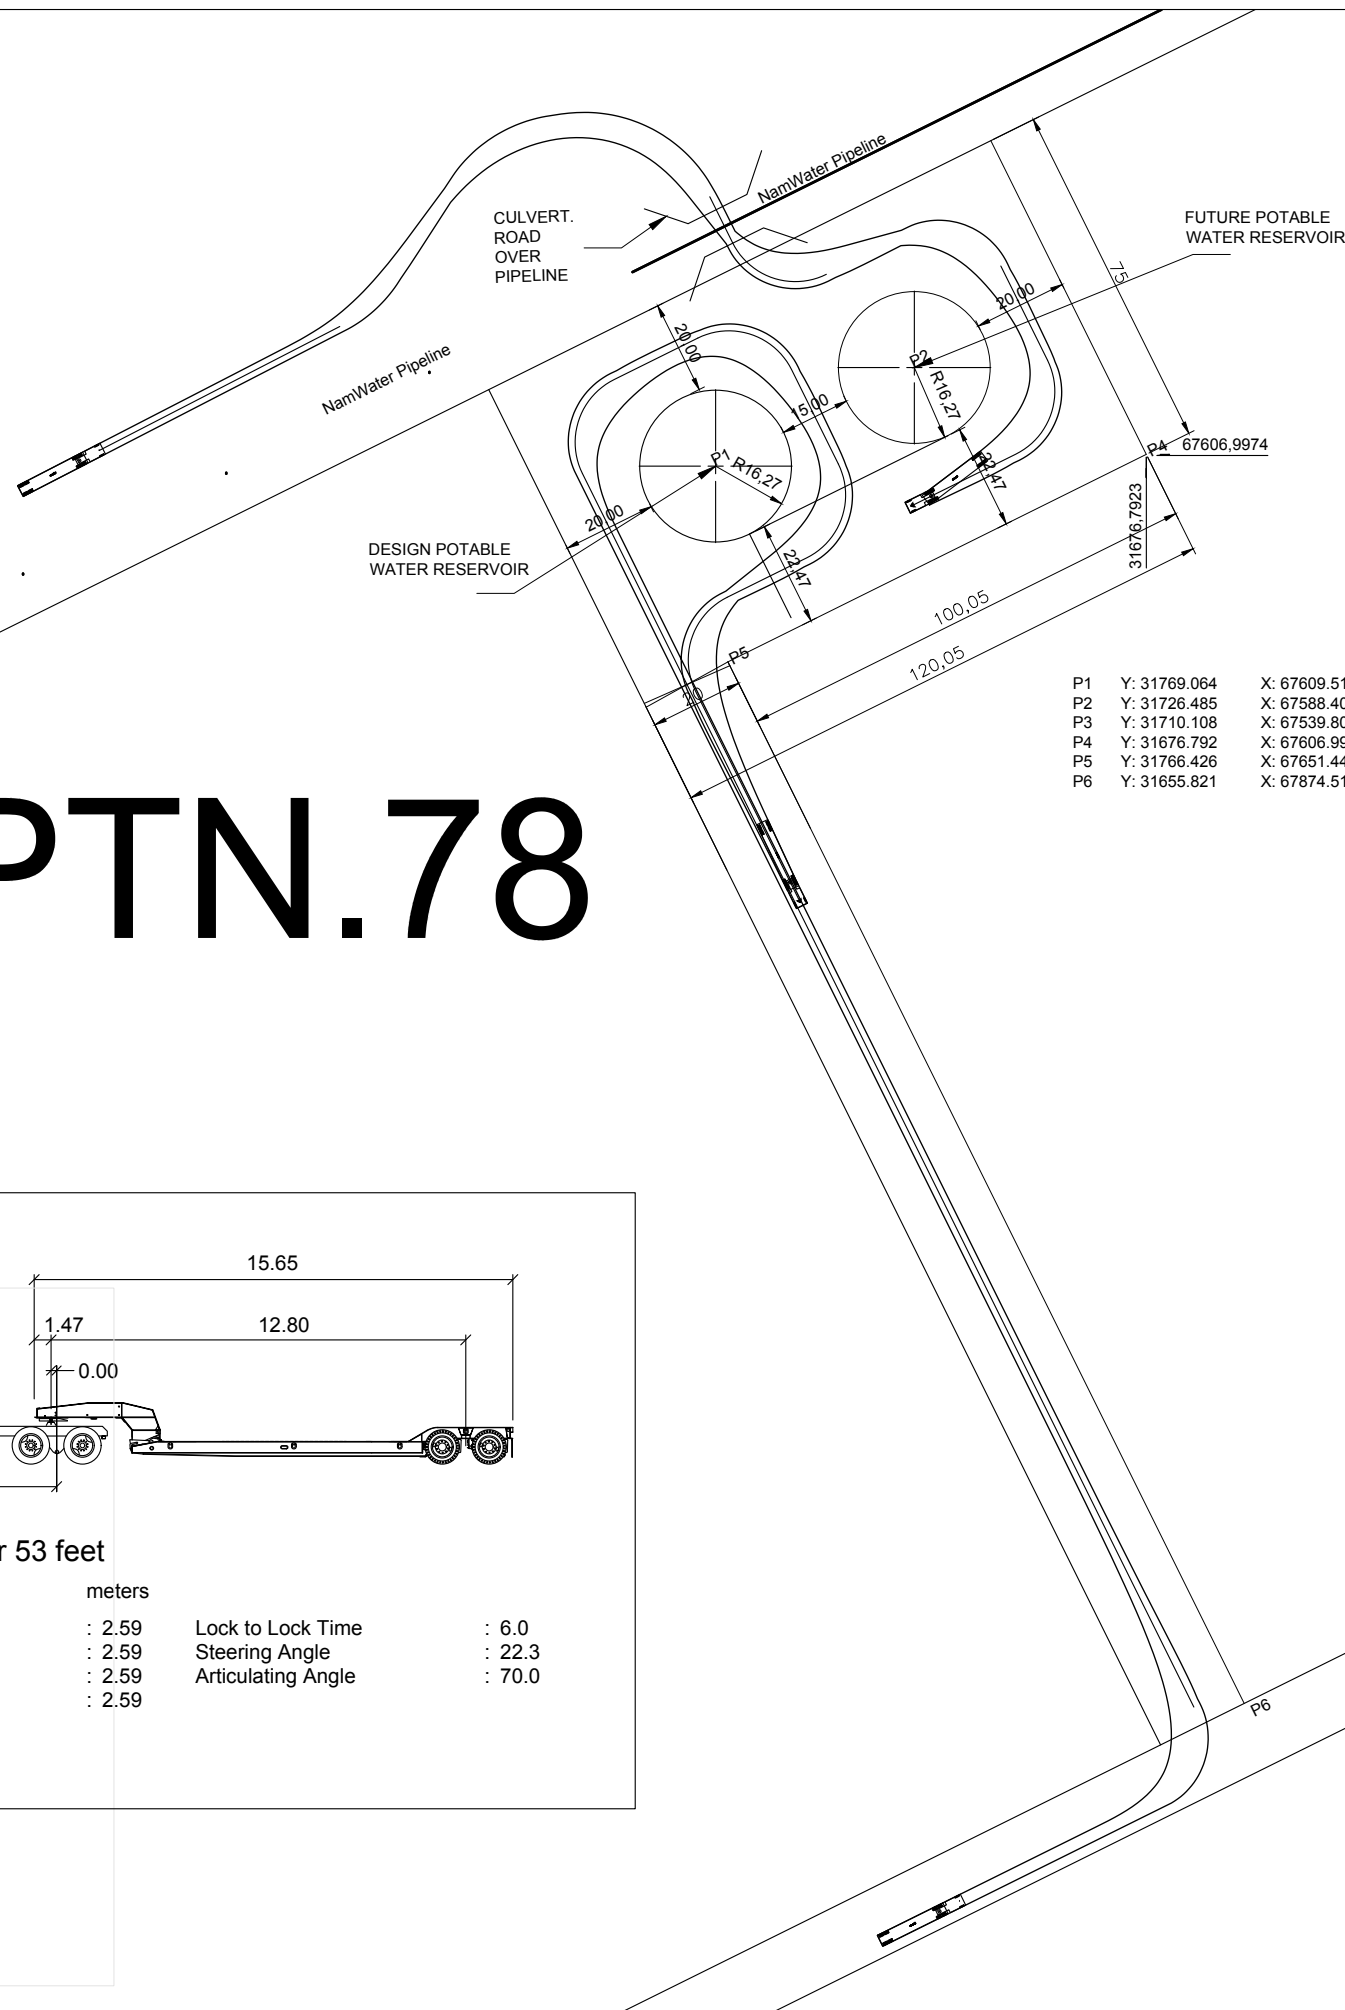 NamWater Pipeline
CULVERT.
ROAD
OVER
PIPELINE
FUTURE POTABLE
WATER RESERVOIR
75
20,00
20,00
NamWater Pipeline
P2
R16,27
15,00
P1
R16,27
22,47
P4
67606,9974
31676,7923
20,00
DESIGN POTABLE
WATER RESERVOIR
22,47
100,05
120,05
P5
20
P1 Y: 31769.064 X: 67609.51
P2 Y: 31726.485 X: 67588.40
P3 Y: 31710.108 X: 67539.80
P4 Y: 31676.792 X: 67606.99
P5 Y: 31766.426 X: 67651.44
P6 Y: 31655.821 X: 67874.51
PTN.78
15.65
1.47 12.80
0.00
r 53 feet
meters
: 2.59 Lock to Lock Time : 6.0
: 2.59 Steering Angle : 22.3
: 2.59 Articulating Angle : 70.0
: 2.59
P6